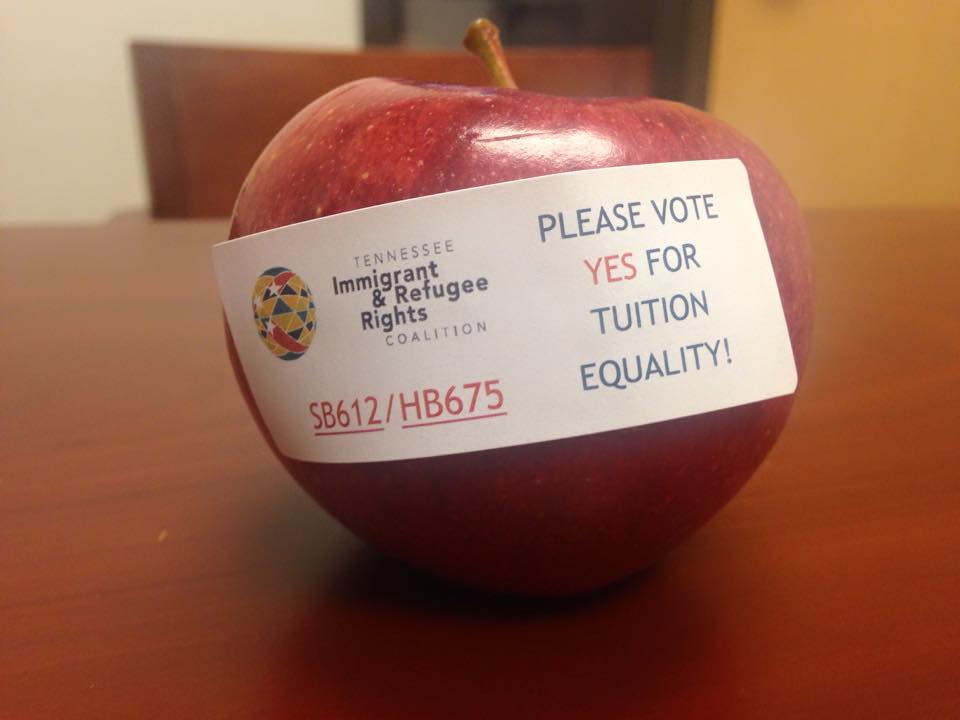 TENNESSEE
Immigrant
& Refugee
Rights
COALITION
SB612/HB675
PLEASE VOTE
YES FOR
TUITION
EQUALITY!